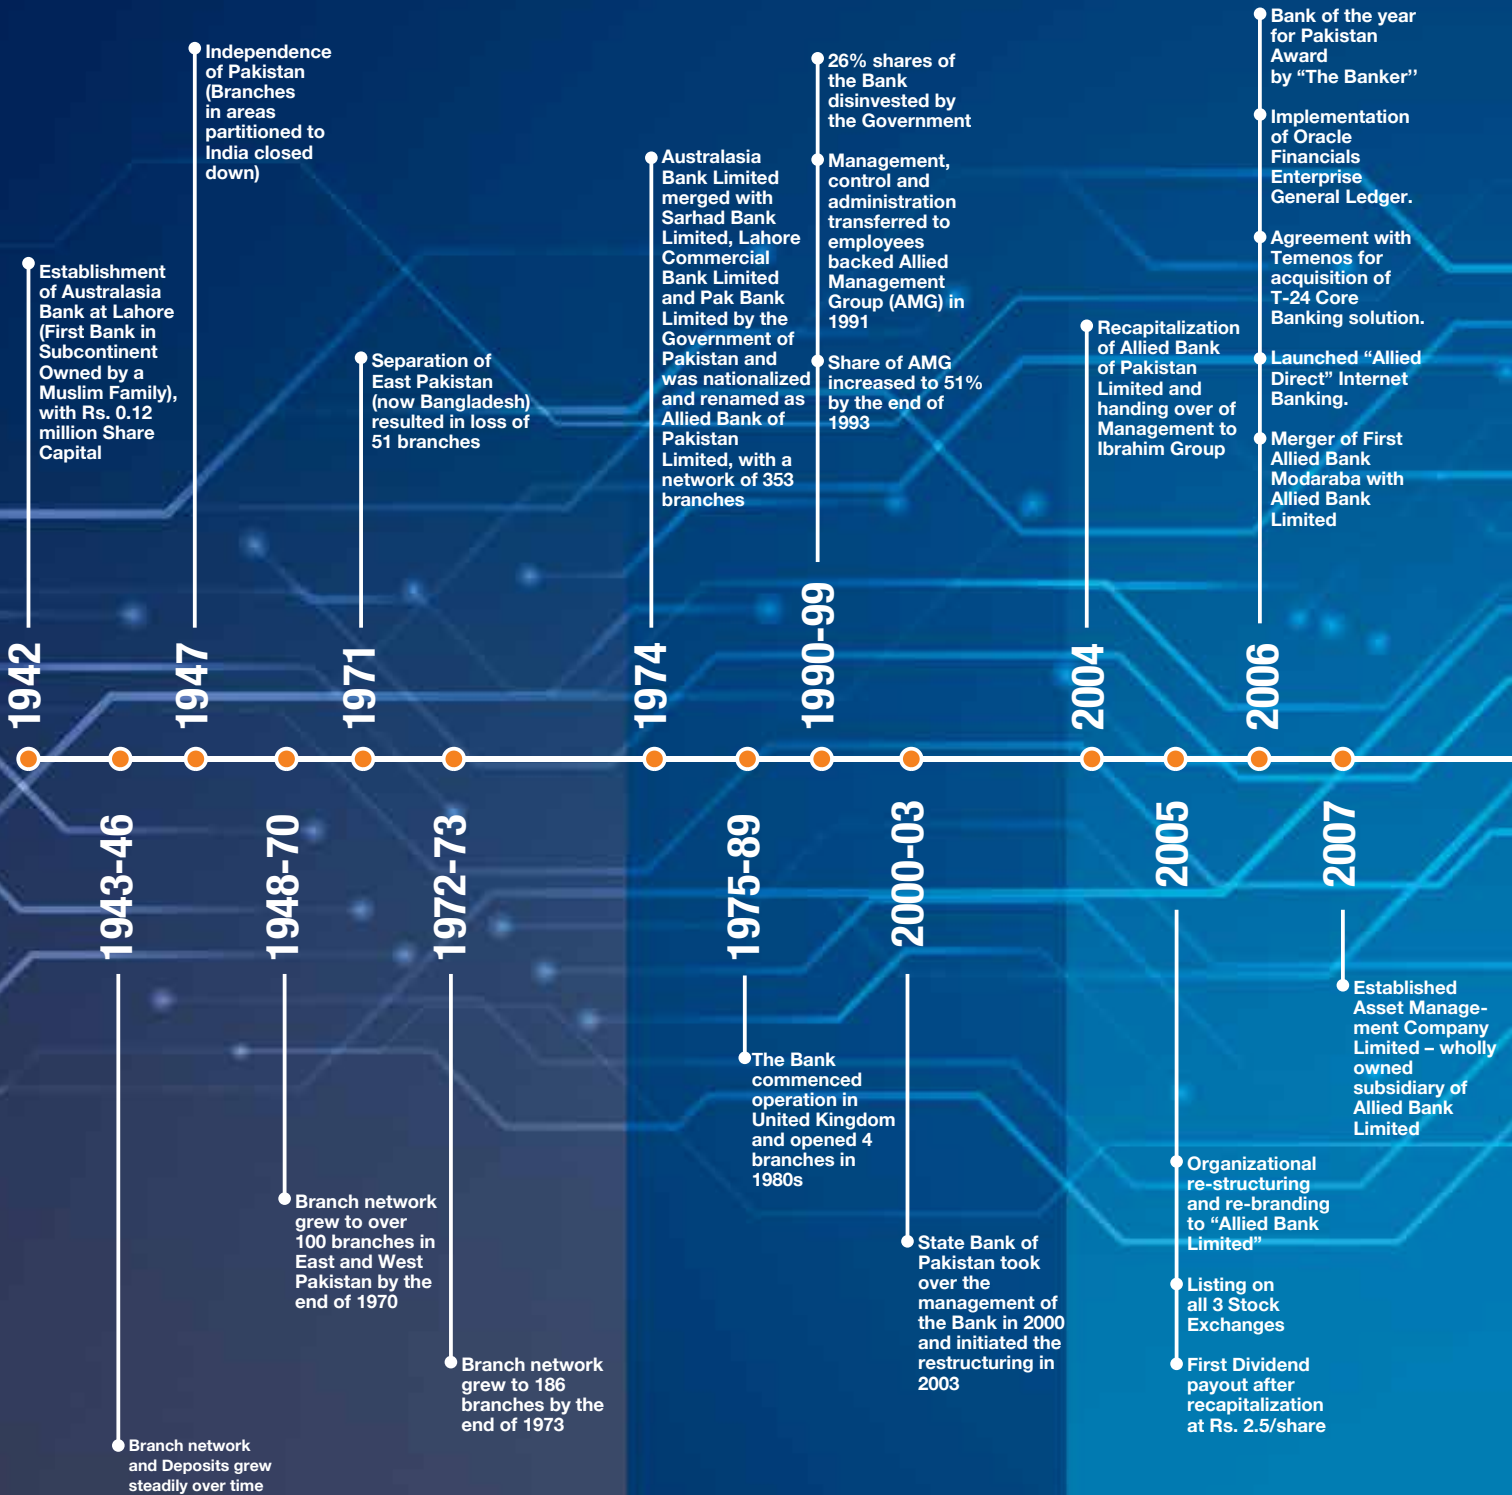 1942
Establishment
of Australasia
Bank at Lahore
(First Bank in
Subcontinent
Owned by a
Muslim Family),
with Rs. 0.12
million Share
Capital
1943-46
Branch network
and Deposits grew
steadily over time
1947
Independence
of Pakistan
(Branches
in areas
partitioned to
India closed
down)
1948-70
Branch network
grew to over
100 branches in
East and West
Pakistan by the
end of 1970
1971
Separation of
East Pakistan
(now Bangladesh)
resulted in loss of
51 branches
1972-73
Branch network
grew to 186
branches by the
end of 1973
1974
Australasia
Bank Limited
merged with
Sarhad Bank
Limited, Lahore
Commercial
Bank Limited
and Pak Bank
Limited by the
Government of
Pakistan and
was nationalized
and renamed as
Allied Bank of
Pakistan
Limited, with a
network of 353
branches
1975-89
The Bank
commenced
operation in
United Kingdom
and opened 4
branches in
1980s
1990-99
26% shares of
the Bank
disinvested by
the Government
Management,
control and
administration
transferred to
employees
backed Allied
Management
Group (AMG) in
1991
Share of AMG
increased to 51%
by the end of
1993
2000-03
State Bank of
Pakistan took
over the
management of
the Bank in 2000
and initiated the
restructuring in
2003
2004
Recapitalization
of Allied Bank
of Pakistan
Limited and
handing over of
Management to
Ibrahim Group
2005
Organizational
re-structuring
and re-branding
to “Allied Bank
Limited”
Listing on
all 3 Stock
Exchanges
First Dividend
payout after
recapitalization
at Rs. 2.5/share
2006
Bank of the year
for Pakistan
Award
by “The Banker’’
Implementation
of Oracle
Financials
Enterprise
General Ledger.
Agreement with
Temenos for
acquisition of
T-24 Core
Banking solution.
Launched “Allied
Direct” Internet
Banking.
Merger of First
Allied Bank
Modaraba with
Allied Bank
Limited
2007
Established
Asset Manage-
ment Company
Limited – wholly
owned
subsidiary of
Allied Bank
Limited